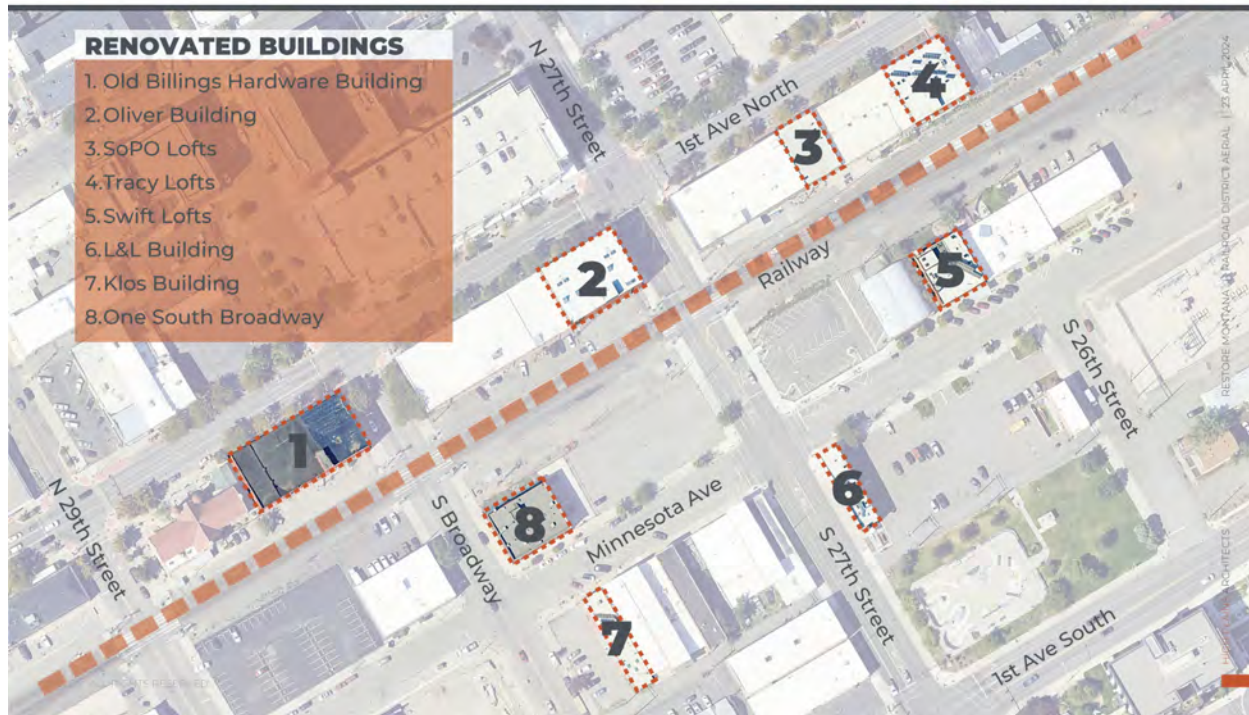 RENOVATED BUILDINGS
1. Old Billings Hardware Building
2.Oliver Building
3.SoPO Lofts
4.Tracy Lofts
5.Swift Lofts
6.L&L Building
7.Klos Building
8.One South Broadway
N 27th Street
1st Ave North
4
3
Railway
2
5
S 26th Street
1
6
N 29th Street
S Broadway
8
Minnesota Ave
S 27th Street
7
1st Ave South
ARCHITECTS
RESTORE MONTANA
RAILROAD DISTRICT AERIAL | 23 APRIL 2024
RIGHTS RESERVED